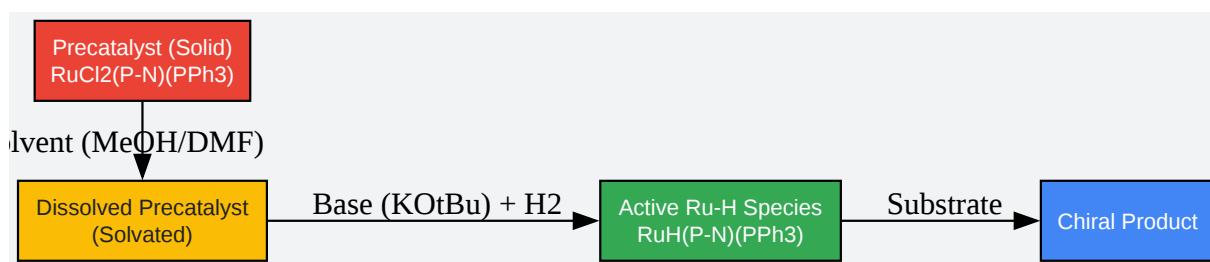 Precatalyst (Solid)
RuCl2(P-N)(PPh3)
lvent (MeOH/DMF)
Dissolved Precatalyst
(Solvated)
Base (KOtBu) + H2
Active Ru-H Species
RuH(P-N)(PPh3)
Substrate
Chiral Product